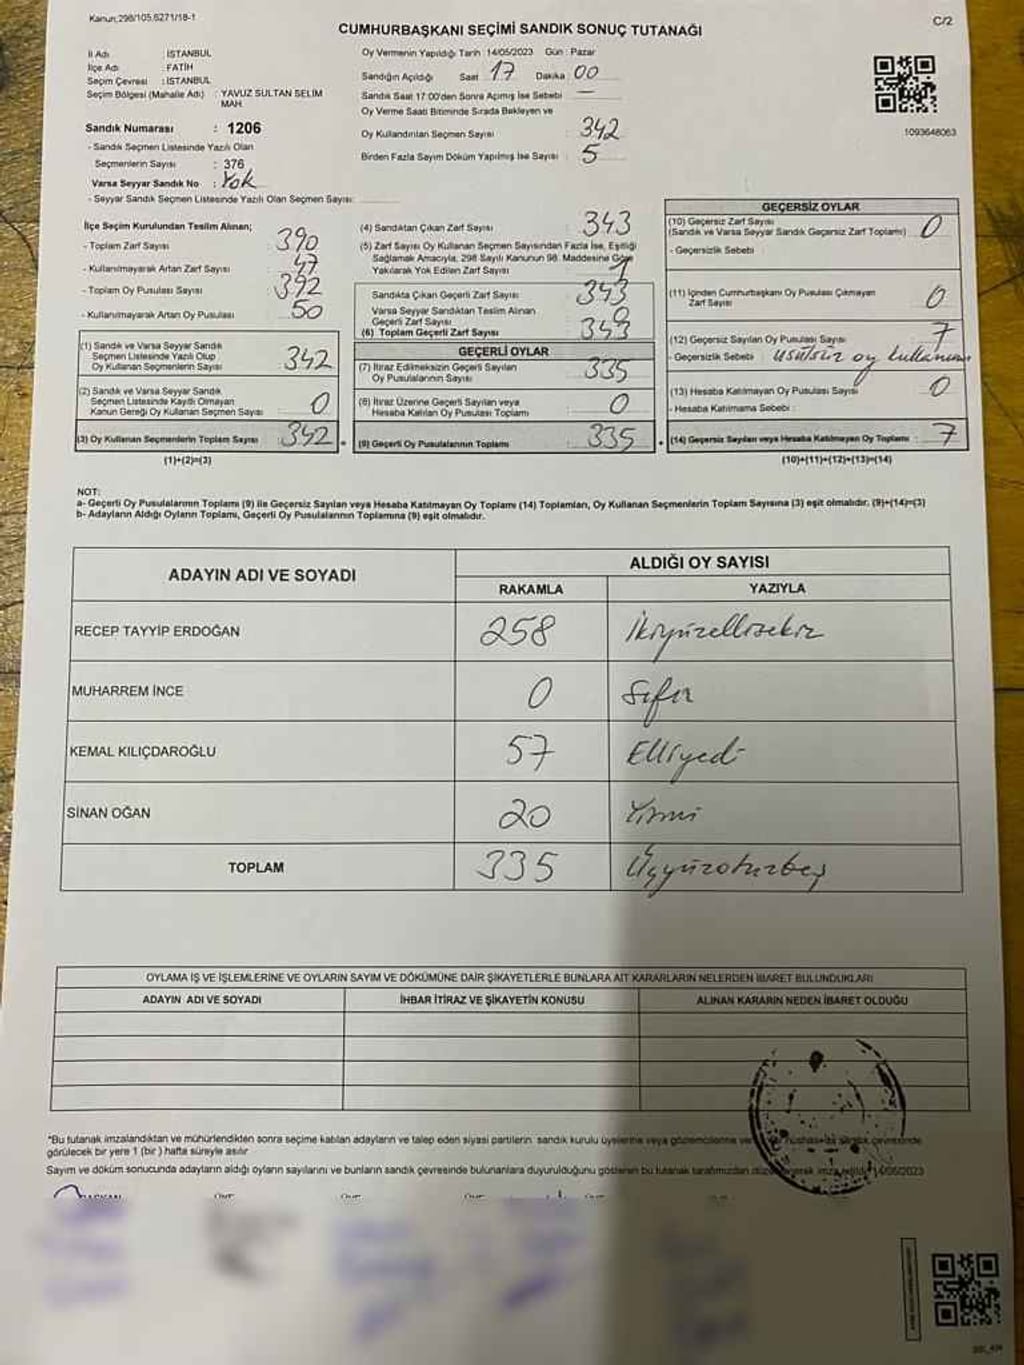 Kanun;298/105,6271/18-1
C/2
CUMHURBAŞKANI SEÇİMİ SANDIK SONUÇ TUTANAĞI
İl Adı : İSTANBUL
İlçe Adı : FATİH
Seçim Çevresi : İSTANBUL
Seçim Bölgesi (Mahalle Adı) : YAVUZ SULTAN SELİM
MAH.
Sandık Numarası : 1206
- Sandık Seçmen Listesinde Yazılı Olan
Seçmenlerin Sayısı : 376
Varsa Seyyar Sandık No : Yok
- Seyyar Sandık Seçmen Listesinde Yazılı Olan Seçmen Sayısı:
Oy Vermenin Yapıldığı Tarih : 14/05/2023 Gün : Pazar
Sandığın Açıldığı Saat 17 Dakika 00
Sandık Saat 17:00'den Sonra Açılmış İse Sebebi : —
Oy Verme Saati Bitiminde Sırada Bekleyen ve
Oy Kullandırılan Seçmen Sayısı : 342
Birden Fazla Sayım Döküm Yapılmış İse Sayısı : 5
1093648063
İlçe Seçim Kurulundan Teslim Alınan;
- Toplam Zarf Sayısı : 390
- Kullanılmayarak Artan Zarf Sayısı : 47
- Toplam Oy Pusulası Sayısı : 392
- Kullanılmayarak Artan Oy Pusulası : 50
(1) Sandık ve Varsa Seyyar Sandık
Seçmen Listesinde Yazılı Olup
Oy Kullanan Seçmenlerin Sayısı : 342
(2) Sandık ve Varsa Seyyar Sandık
Seçmen Listesinde Kayıtlı Olmayan
Kanun Gereği Oy Kullanan Seçmen Sayısı : 0
(3) Oy Kullanan Seçmenlerin Toplam Sayısı : 342
(1)+(2)=(3)
(4) Sandıktan Çıkan Zarf Sayısı : 343
(5) Zarf Sayısı Oy Kullanan Seçmen Sayısından Fazla İse, Eşitliği
Sağlamak Amacıyla, 298 Sayılı Kanunun 98. Maddesine Göre
Yakılarak Yok Edilen Zarf Sayısı : 1
Sandıkta Çıkan Geçerli Zarf Sayısı : 343
Varsa Seyyar Sandıktan Teslim Alınan
Geçerli Zarf Sayısı : 0
(6) Toplam Geçerli Zarf Sayısı : 343
GEÇERLİ OYLAR
(7) İtiraz Edilmeksizin Geçerli Sayılan
Oy Pusulalarının Sayısı : 335
(8) İtiraz Üzerine Geçerli Sayılan veya
Hesaba Katılan Oy Pusulası Toplamı : 0
(9) Geçerli Oy Pusulalarının Toplamı : 335
GEÇERSİZ OYLAR
(10) Geçersiz Zarf Sayısı
(Sandık ve Varsa Seyyar Sandık Geçersiz Zarf Toplamı) : 0
- Geçersizlik Sebebi :
(11) İçinden Cumhurbaşkanı Oy Pusulası Çıkmayan
Zarf Sayısı : 0
(12) Geçersiz Sayılan Oy Pusulası Sayısı : 7
- Geçersizlik Sebebi : usulsüz oy kullanımı
(13) Hesaba Katılmayan Oy Pusulası Sayısı : 0
- Hesaba Katılmama Sebebi :
(14) Geçersiz Sayılan veya Hesaba Katılmayan Oy Toplamı : 7
(10)+(11)+(12)+(13)=(14)
NOT:
a- Geçerli Oy Pusulalarının Toplamı (9) ile Geçersiz Sayılan veya Hesaba Katılmayan Oy Toplamı (14) Toplamları, Oy Kullanan Seçmenlerin Toplam Sayısına (3) eşit olmalıdır. (9)+(14)=(3)
b- Adayların Aldığı Oyların Toplamı, Geçerli Oy Pusulalarının Toplamına (9) eşit olmalıdır.
ADAYIN ADI VE SOYADI
ALDIĞI OY SAYISI
RAKAMLA YAZIYLA
RECEP TAYYİP ERDOĞAN 258 İkiyüzellisekiz
MUHARREM İNCE 0 Sıfır
KEMAL KILIÇDAROĞLU 57 Elliyedi
SİNAN OĞAN 20 Yirmi
TOPLAM 335 Üçyüzotuzbeş
OYLAMA İŞ VE İŞLEMLERİNE VE OYLARIN SAYIM VE DÖKÜMÜNE DAİR ŞİKAYETLERLE BUNLARA AİT KARARLARIN NELERDEN İBARET BULUNDUKLARI
ADAYIN ADI VE SOYADI İHBAR İTİRAZ VE ŞİKAYETİN KONUSU ALINAN KARARIN NEDEN İBARET OLDUĞU
*Bu tutanak imzalandıktan ve mühürlendikten sonra seçime katılan adayların ve talep eden siyasi partilerin sandık kurulu üyelerine veya gözlemcilerine ve sandık çevresinde
görülecek bir yere 1 (bir) hafta süreyle asılır
Sayım ve döküm sonucunda adayların aldığı oyların sayılarını ve bunların sandık çevresinde bulunanlara duyurulduğunu gösteren bu tutanak tarafımızdan düzenlenerek imza edildi. 14/05/2023
BAŞKAN ÜYE ÜYE ÜYE ÜYE